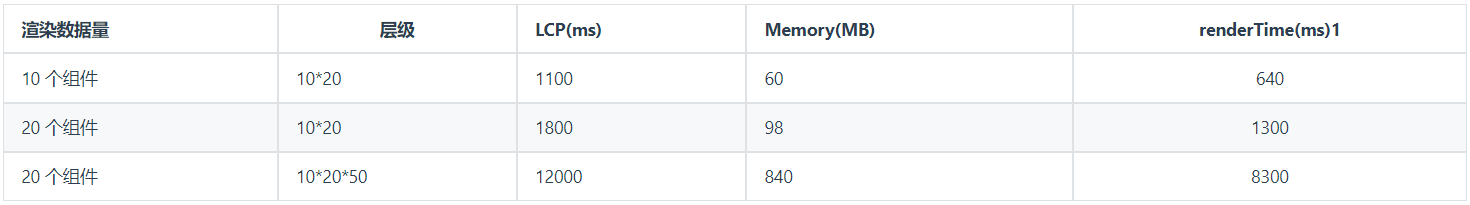 渲染数据量 层级 LCP(ms) Memory(MB) renderTime(ms)1
10 个组件 10*20 1100 60 640
20 个组件 10*20 1800 98 1300
20 个组件 10*20*50 12000 840 8300